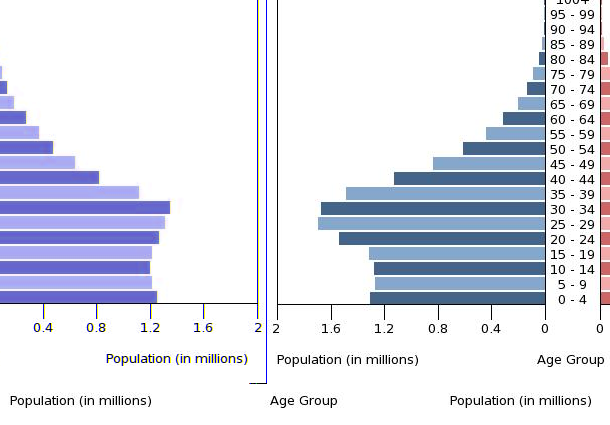 100+
95 - 99
90 - 94
85 - 89
80 - 84
75 - 79
70 - 74
65 - 69
60 - 64
55 - 59
50 - 54
45 - 49
40 - 44
35 - 39
30 - 34
25 - 29
20 - 24
15 - 19
10 - 14
5 - 9
0 - 4
0.4 0.8 1.2 1.6 2 2 1.6 1.2 0.8 0.4 0 0
Population (in millions) Population (in millions) Age Group
Population (in millions) Age Group Population (in millions)